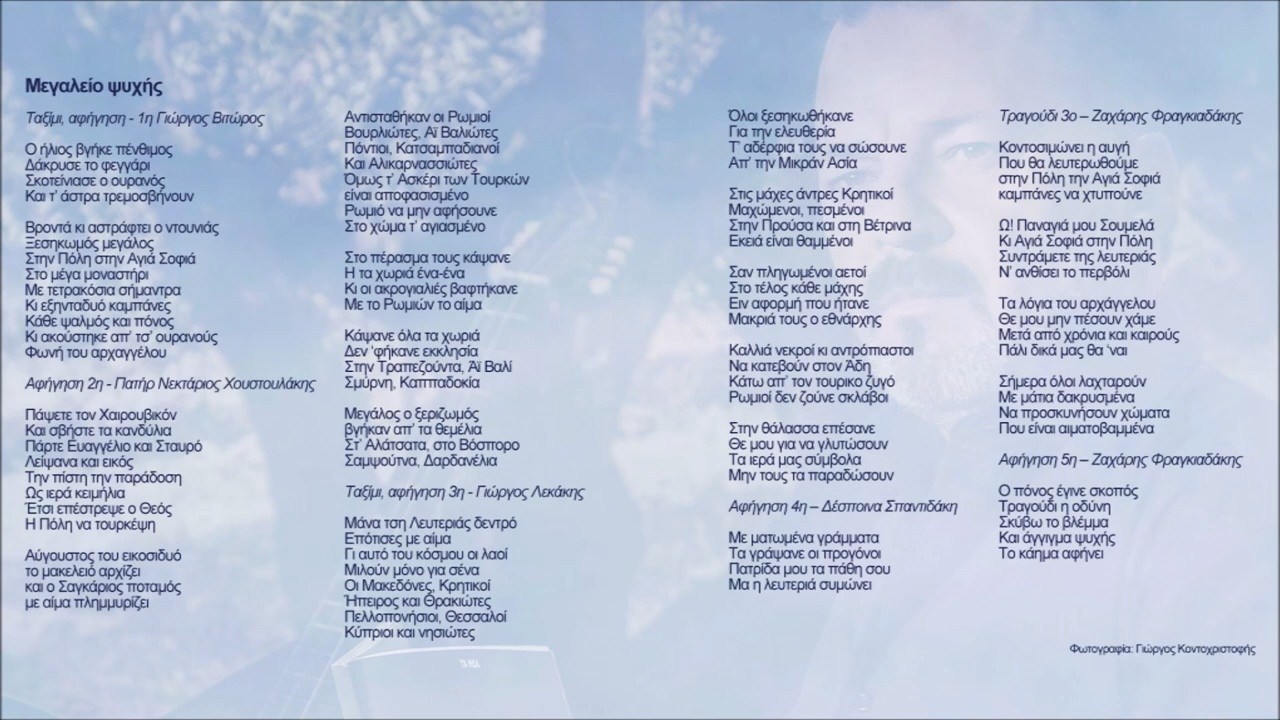 Μεγαλείο ψυχής
Ταξίμι, αφήγηση - 1η Γιώργος Βιτώρος
Ο ήλιος βγήκε πένθιμος
Δάκρυσε το φεγγάρι
Σκοτείνιασε ο ουρανός
Και τ' άστρα τρεμοσβήνουν
Βροντά κι αστράφτει ο ντουνιάς
Ξεσηκωμός μεγάλος
Στην Πόλη στην Αγιά Σοφιά
Στο μέγα μοναστήρι
Με τετρακόσια σήμαντρα
Κι εξηνταδυό καμπάνες
Κάθε ψαλμός και πόνος
Κι ακούστηκε απ' τσ' ουρανούς
Φωνή του αρχαγγέλου
Αφήγηση 2η - Πατήρ Νεκτάριος Χουστουλάκης
Πάψετε τον Χαιρουβικόν
Και σβήστε τα κανδύλια
Πάρτε Ευαγγέλιο και Σταυρό
Λείψανα και εικός
Την πίστη την παράδοση
Ως ιερά κειμήλια
Έτσι επέστρεψε ο Θεός
Η Πόλη να τουρκέψη
Αύγουστος του εικοσιδυό
το μακελειό αρχίζει
και ο Σαγκάριος ποταμός
με αίμα πλημμυρίζει
Αντισταθήκαν οι Ρωμιοί
Βουρλιώτες, Αϊ Βαλιώτες
Πόντιοι, Κατσαμπαδιανοί
Και Αλικαρνασσιώτες
Όμως τ' Ασκέρι των Τούρκων
είναι αποφασισμένο
Ρωμιό να μην αφήσουνε
Στο χώμα τ' αγιασμένο
Στο πέρασμα τους κάψανε
Η τα χωριά ένα-ένα
Κι οι ακρογιαλιές βαφτήκανε
Με το Ρωμιών το αίμα
Κάψανε όλα τα χωριά
Δεν 'φήκανε εκκλησία
Στην Τραπεζούντα, Άϊ Βαλί
Σμύρνη, Καππαδοκία
Μεγάλος ο ξεριζωμός
βγήκαν απ' τα θεμέλια
Στ' Αλάτσατα, στο Βόσπορο
Σαμψούτνα, Δαρδανέλια
Ταξίμι, αφήγηση 3η - Γιώργος Λεκάκης
Μάνα τση Λευτεριάς δεντρό
Επότισες με αίμα
Γι αυτό του κόσμου οι λαοί
Μιλούν μόνο για σένα
Οι Μακεδόνες, Κρητικοί
Ήπειρος και Θρακιώτες
Πελλοπονήσιοι, Θεσσαλοί
Κύπριοι και νησιώτες
ΤΑ ΝΕΑ
Όλοι ξεσηκωθήκανε
Για την ελευθερία
Τ' αδέρφια τους να σώσουνε
Απ' την Μικράν Ασία
Στις μάχες άντρες Κρητικοί
Μαχώμενοι, πεσμένοι
Στην Προύσα και στη Βέτρινα
Εκειά είναι θαμμένοι
Σαν πληγωμένοι αετοί
Στο τέλος κάθε μάχης
Ειν αφορμή που ήτανε
Μακριά τους ο εθνάρχης
Καλλιά νεκροί κι αντρόπιαστοι
Να κατεβούν στον Άδη
Κάτω απ' τον τουρικο ζυγό
Ρωμιοί δεν ζούνε σκλάβοι
Στην θάλασσα επέσανε
Θε μου για να γλυτώσουν
Τα ιερά μας σύμβολα
Μην τους τα παραδώσουν
Αφήγηση 4η – Δέσποινα Σπαντιδάκη
Με ματωμένα γράμματα
Τα γράψανε οι προγόνοι
Πατρίδα μου τα πάθη σου
Μα η λευτεριά συμώνει
Τραγούδι 3ο – Ζαχάρης Φραγκιαδάκης
Κοντοσιμώνει η αυγή
Που θα λευτερωθούμε
στην Πόλη την Αγιά Σοφιά
καμπάνες να χτυπούνε
Ω! Παναγιά μου Σουμελά
Κι Αγιά Σοφιά στην Πόλη
Συντράμετε της λευτεριάς
Ν' ανθίσει το περβόλι
Τα λόγια του αρχάγγελου
Θε μου μην πέσουν χάμε
Μετά από χρόνια και καιρούς
Πάλι δικά μας θα 'ναι
Σήμερα όλοι λαχταρούν
Με μάτια δακρυσμένα
Να προσκυνήσουν χώματα
Που είναι αιματοβαμμένα
Αφήγηση 5η – Ζαχάρης Φραγκιαδάκης
Ο πόνος έγινε σκοπός
Τραγούδι η οδύνη
Σκύβω το βλέμμα
Και άγγιγμα ψυχής
Το κάημα αφήνει
Φωτογραφία: Γιώργος Κοντοχριστοφής